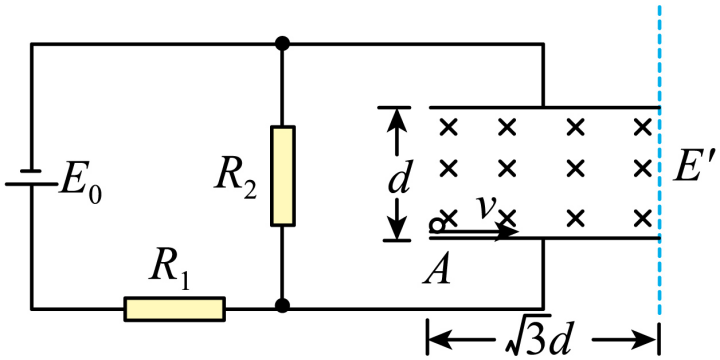 E₀
R₂
R₁
d
v
A
E'
√3d